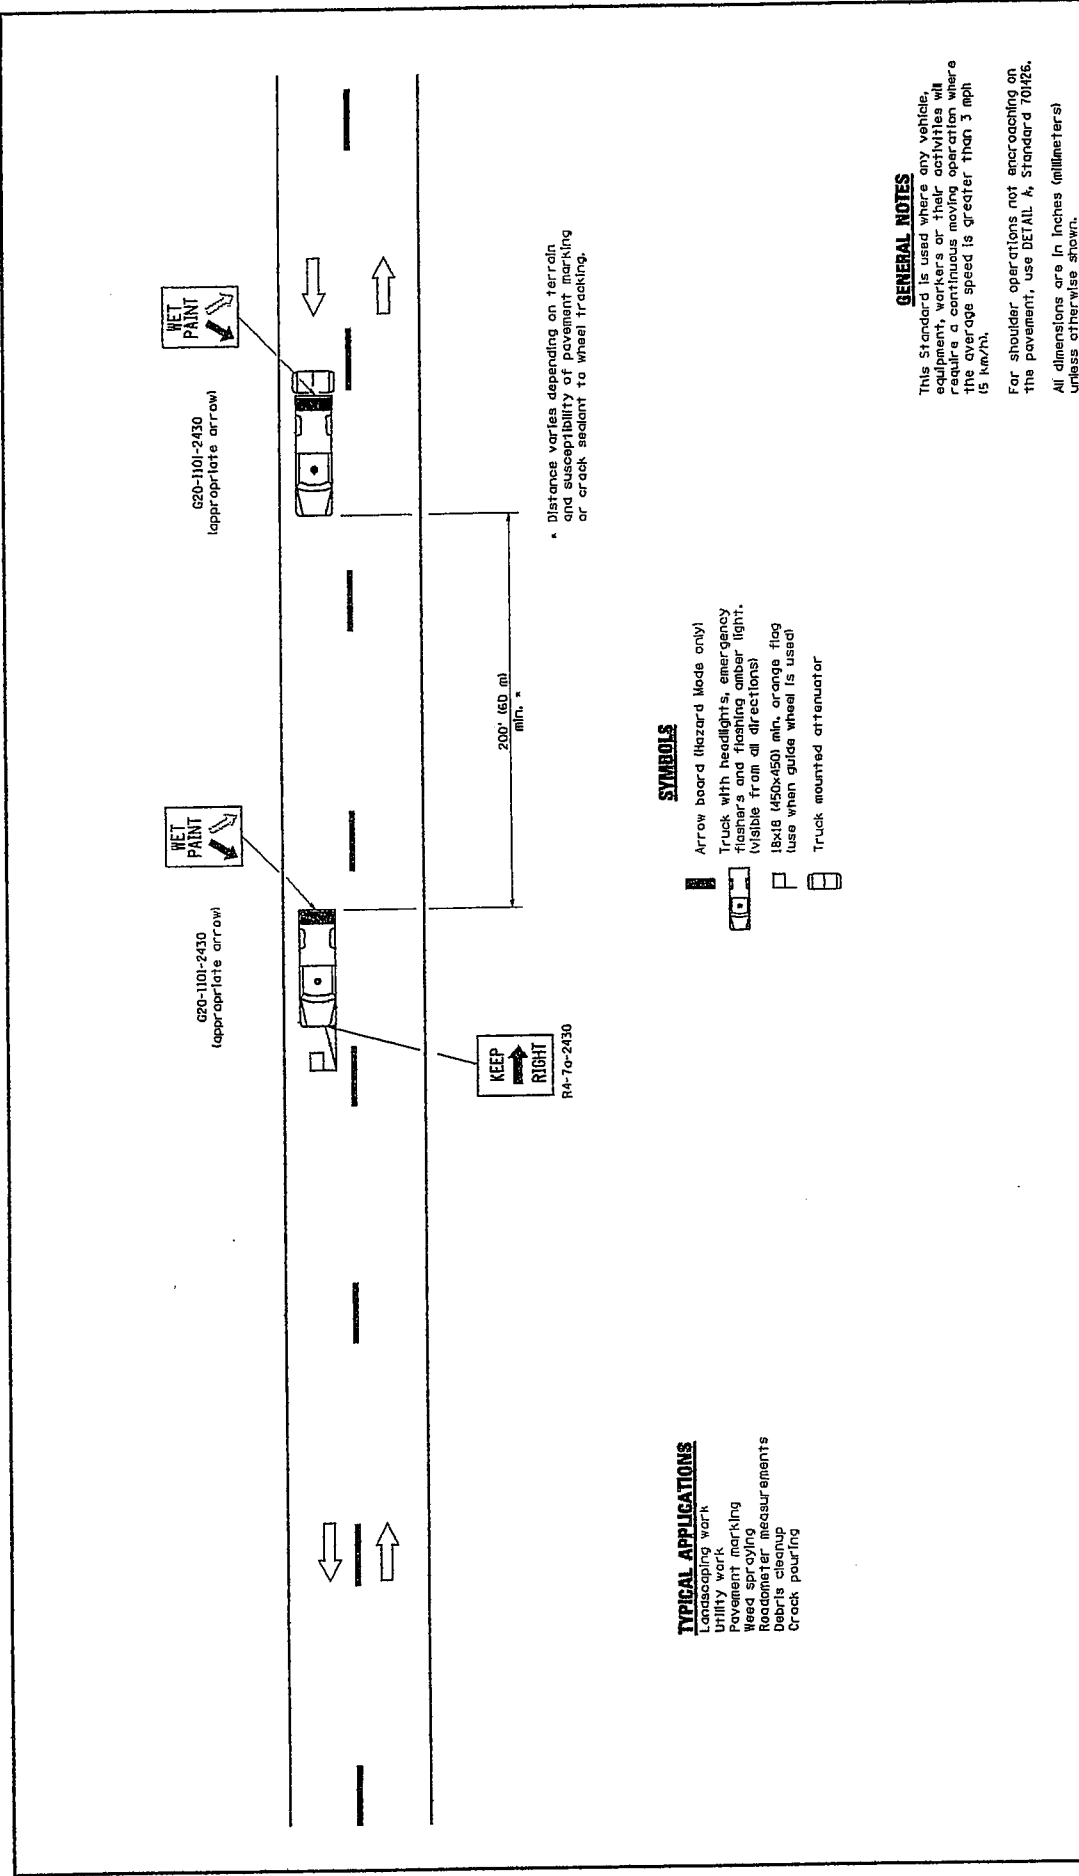 G20-1101-2430
(appropriate arrow)
WET
PAINT
G20-1101-2430
(appropriate arrow)
WET
PAINT
KEEP
RIGHT
R4-7a-2430
200' (60 m)
min. *
* Distance varies depending on terrain
and susceptibility of pavement marking
or crack sealant to wheel tracking.
TYPICAL APPLICATIONS
Landscaping work
Utility work
Pavement marking
Weed spraying
Roadometer measurements
Debris cleanup
Crack pouring
SYMBOLS
Arrow board (Hazard Mode only)
Truck with headlights, emergency
flashers and flashing amber light.
(visible from all directions)
18x18 (450x450) min. orange flag
(use when guide wheel is used)
Truck mounted attenuator
GENERAL NOTES
This Standard is used where any vehicle,
equipment, workers or their activities will
require a continuous moving operation where
the average speed is greater than 3 mph
(5 km/h).
For shoulder operations not encroaching on
the pavement, use DETAIL A, Standard 701426.
All dimensions are in inches (millimeters)
unless otherwise shown.